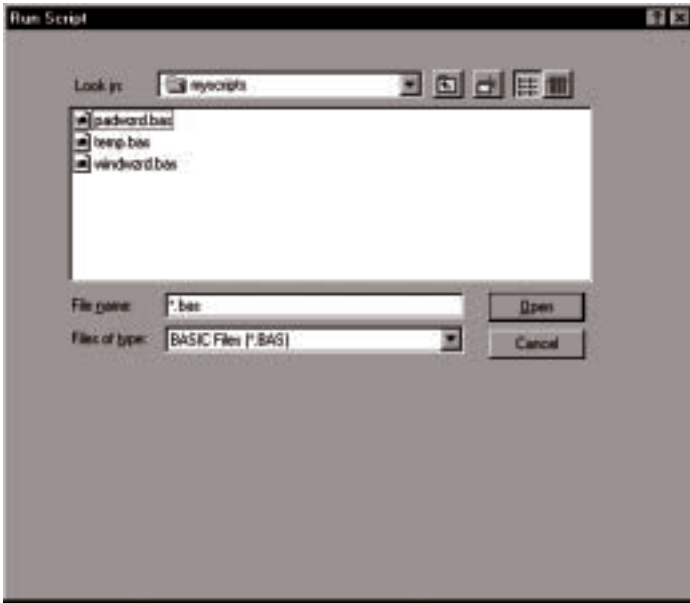 Run Script
Look in:
myscripts
padword.bas
temp.bas
windword.bas
File name:
*.bas
Open
Files of type:
BASIC Files (*.BAS)
Cancel